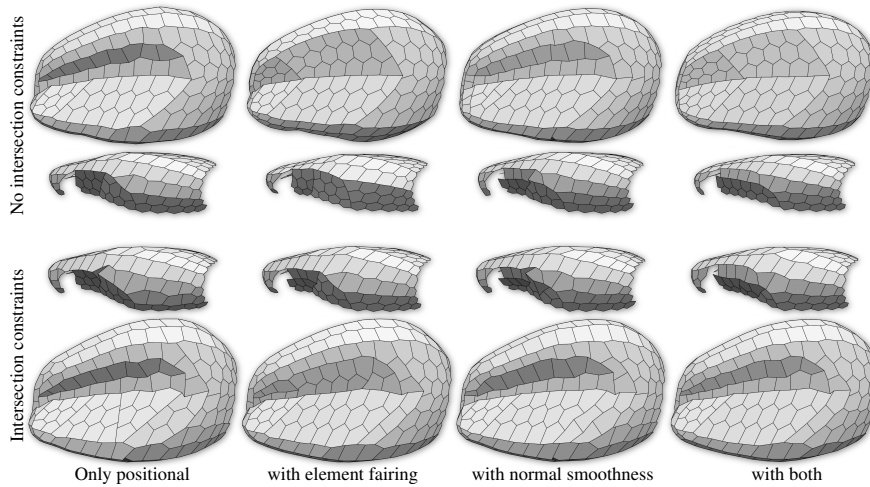 No intersection constraints
Intersection constraints
Only positional
with element fairing
with normal smoothness
with both